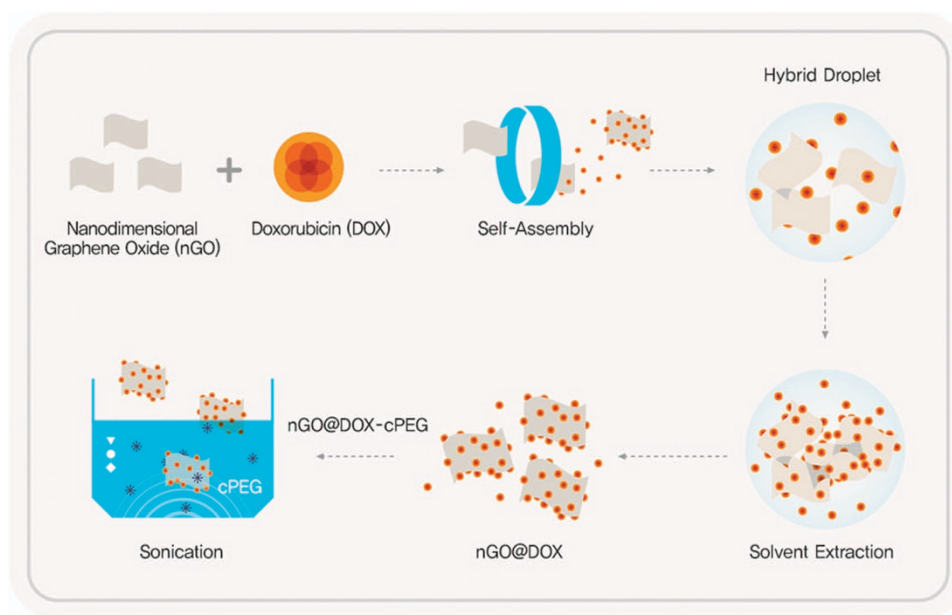 Hybrid Droplet
Nanodimensional
Graphene Oxide (nGO)
Doxorubicin (DOX)
Self-Assembly
nGO@DOX-cPEG
cPEG
Sonication
nGO@DOX
Solvent Extraction